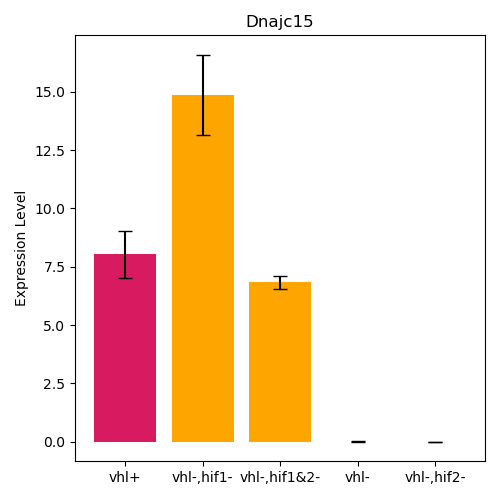 Dnajc15
Expression Level
15.0
12.5
10.0
7.5
5.0
2.5
0.0
vhl+ vhl-,hif1- vhl-,hif1&2- vhl- vhl-,hif2-